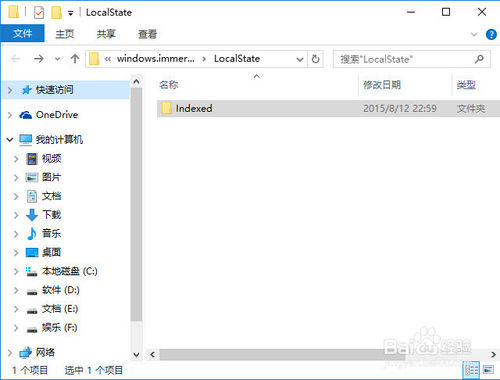 LocalState
文件 主页 共享 查看
« windows.immer... › LocalState
搜索"LocalState"
名称 修改日期 类型
Indexed 2015/8/12 22:59 文件夹
快速访问
OneDrive
我的计算机
视频
图片
文档
下载
音乐
桌面
本地磁盘 (C:)
软件 (D:)
文档 (E:)
娱乐 (F:)
网络
1 个项目 选中 1 个项目
Baidu 经验
jingyan.baidu.com